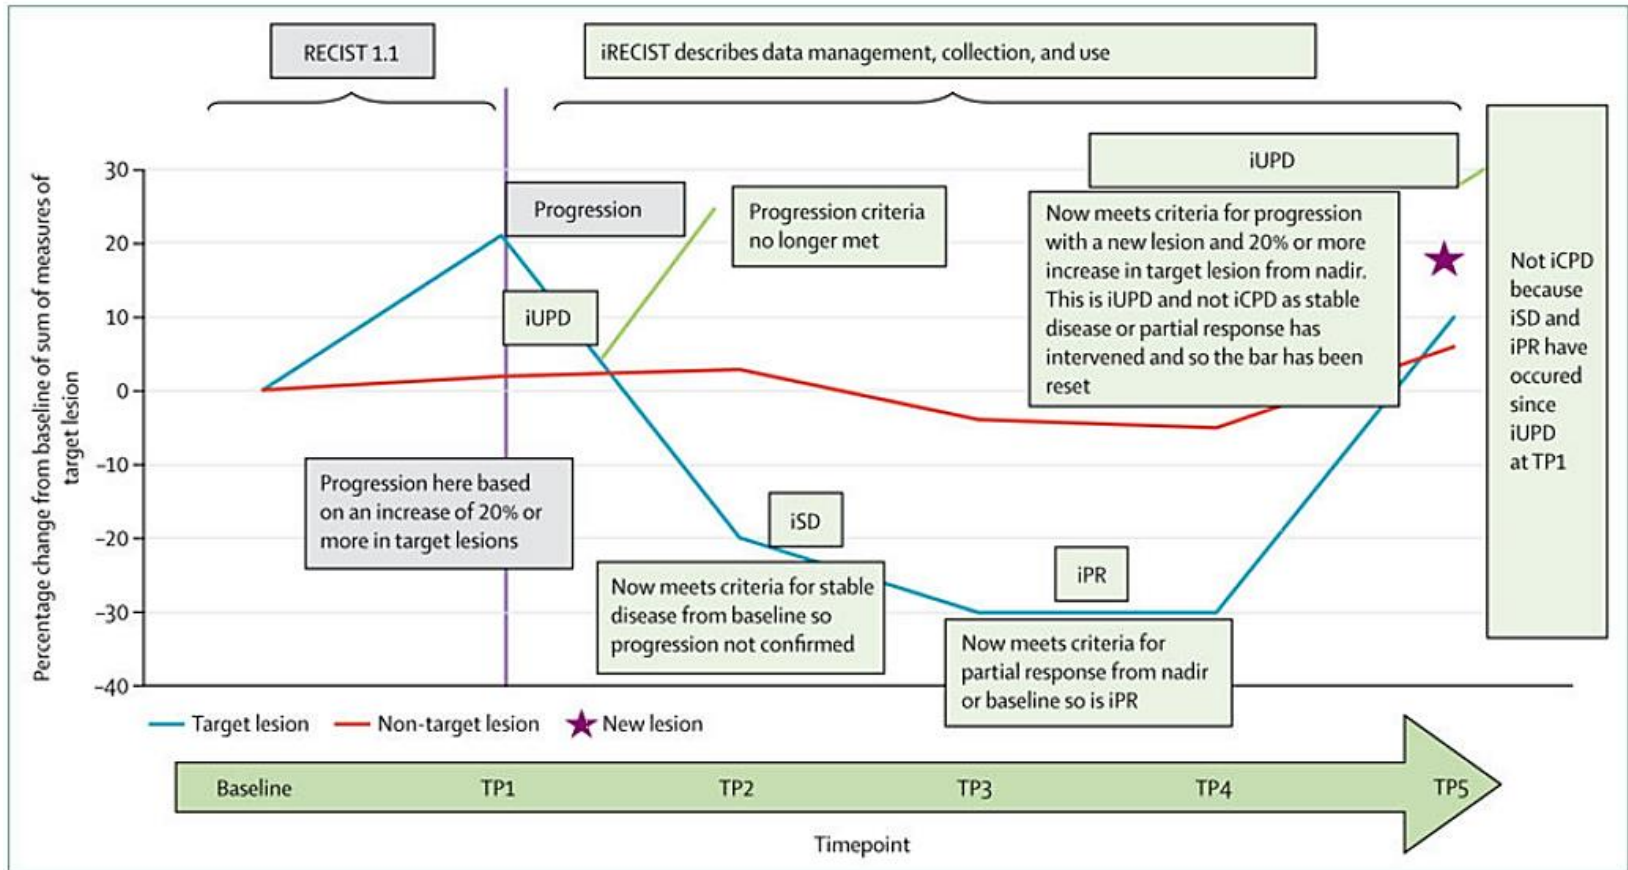 RECIST 1.1
iRECIST describes data management, collection, and use
Percentage change from baseline of sum of measures of
target lesion
30
20
10
0
–10
–20
–30
–40
Progression
iUPD
Progression criteria
no longer met
Progression here based
on an increase of 20% or
more in target lesions
iSD
Now meets criteria for stable
disease from baseline so
progression not confirmed
iPR
Now meets criteria for
partial response from nadir
or baseline so is iPR
iUPD
Now meets criteria for progression
with a new lesion and 20% or more
increase in target lesion from nadir.
This is iUPD and not iCPD as stable
disease or partial response has
intervened and so the bar has been
reset
Not iCPD
because
iSD and
iPR have
occured
since
iUPD
at TP1
Target lesion
Non-target lesion
New lesion
Baseline
TP1
TP2
TP3
TP4
TP5
Timepoint